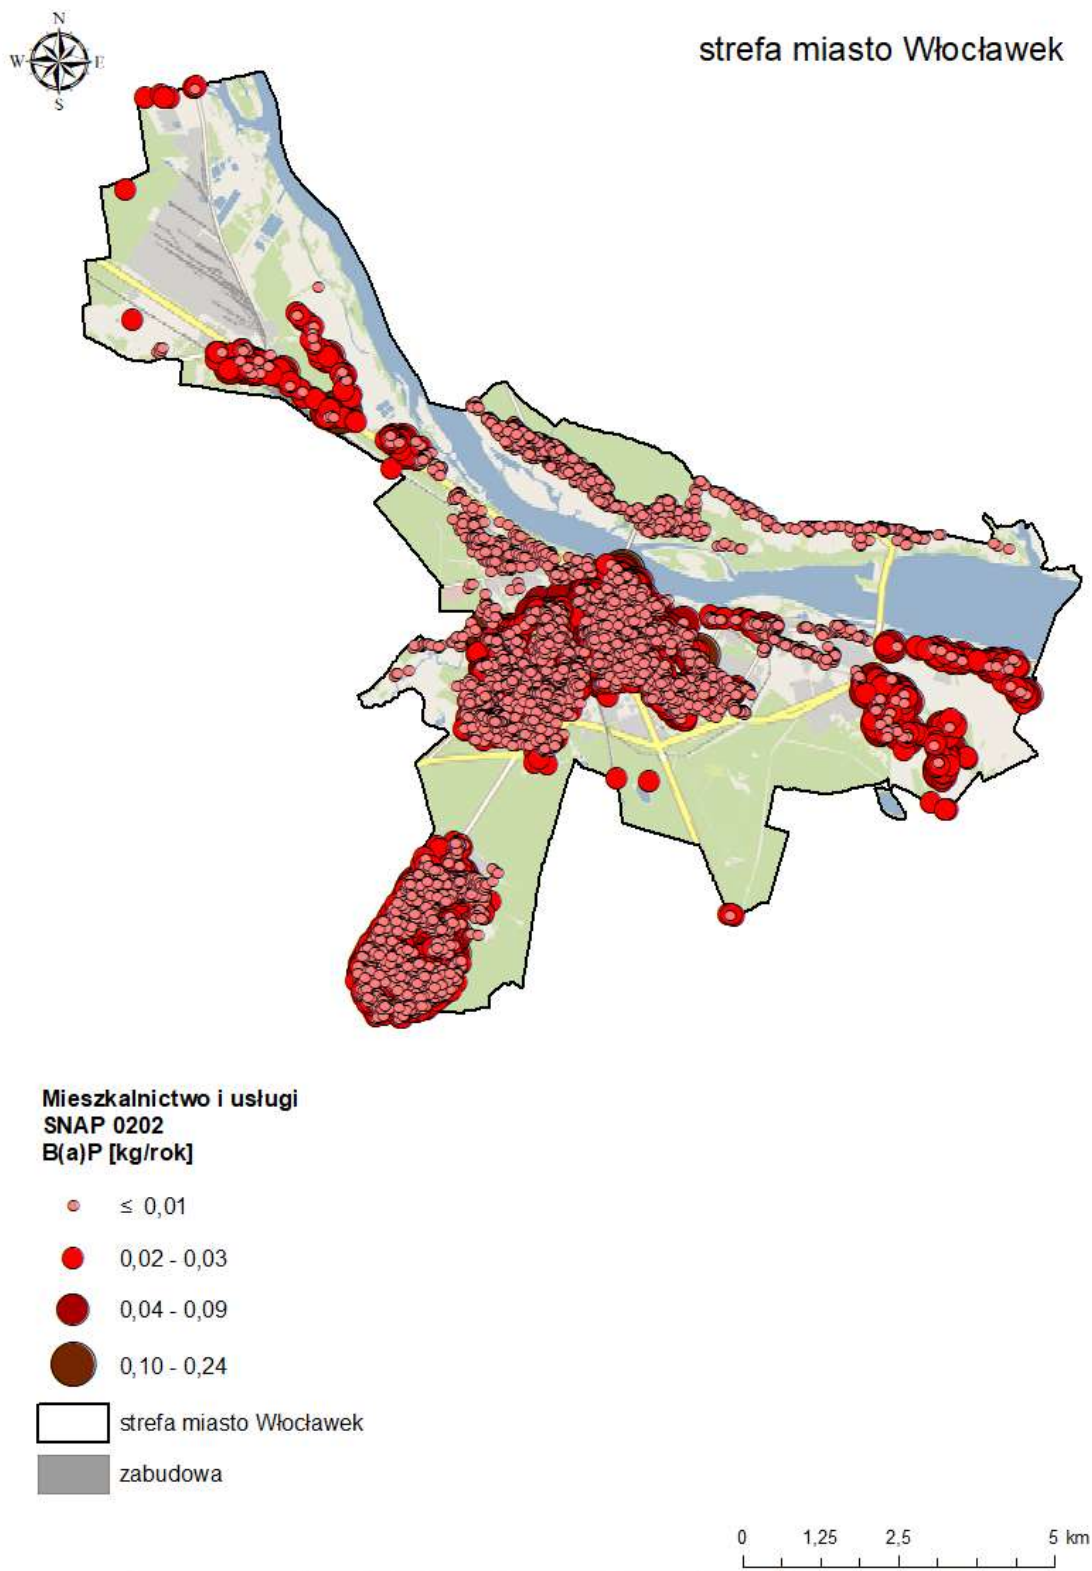 N
W E
S
strefa miasto Włocławek
Mieszkalnictwo i usługi
SNAP 0202
B(a)P [kg/rok]
≤ 0,01
0,02 - 0,03
0,04 - 0,09
0,10 - 0,24
strefa miasto Włocławek
zabudowa
0 1,25 2,5 5 km